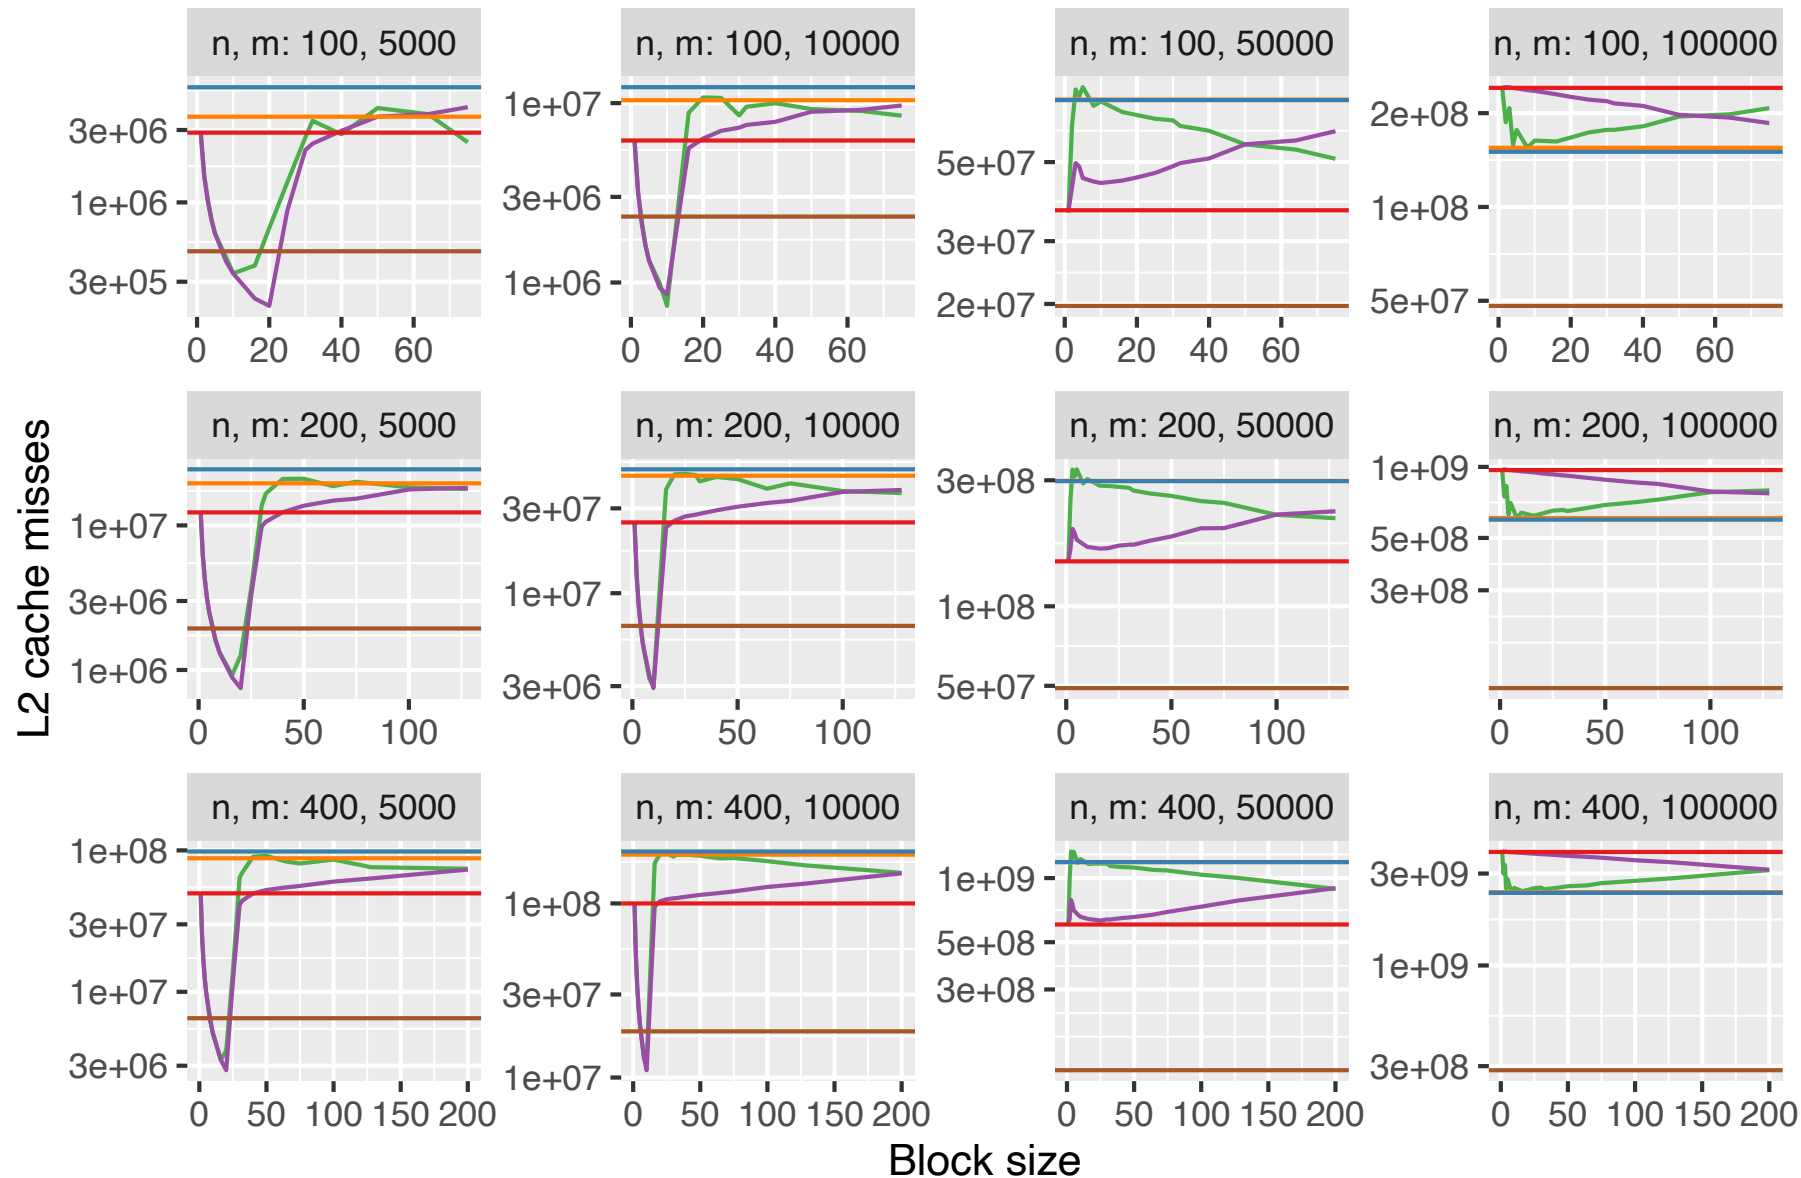 n, m: 100, 5000
n, m: 100, 10000
n, m: 100, 50000
n, m: 100, 100000
3e+06
1e+06
3e+05
1e+07
3e+06
1e+06
5e+07
3e+07
2e+07
2e+08
1e+08
5e+07
0 20 40 60
0 20 40 60
0 20 40 60
0 20 40 60
n, m: 200, 5000
n, m: 200, 10000
n, m: 200, 50000
n, m: 200, 100000
1e+07
3e+06
1e+06
3e+07
1e+07
3e+06
3e+08
1e+08
5e+07
1e+09
5e+08
3e+08
0 50 100
0 50 100
0 50 100
0 50 100
n, m: 400, 5000
n, m: 400, 10000
n, m: 400, 50000
n, m: 400, 100000
1e+08
3e+07
1e+07
3e+06
1e+08
3e+07
1e+07
1e+09
5e+08
3e+08
3e+09
1e+09
3e+08
0 50 100 150 200
0 50 100 150 200
0 50 100 150 200
0 50 100 150 200
L2 cache misses
Block size